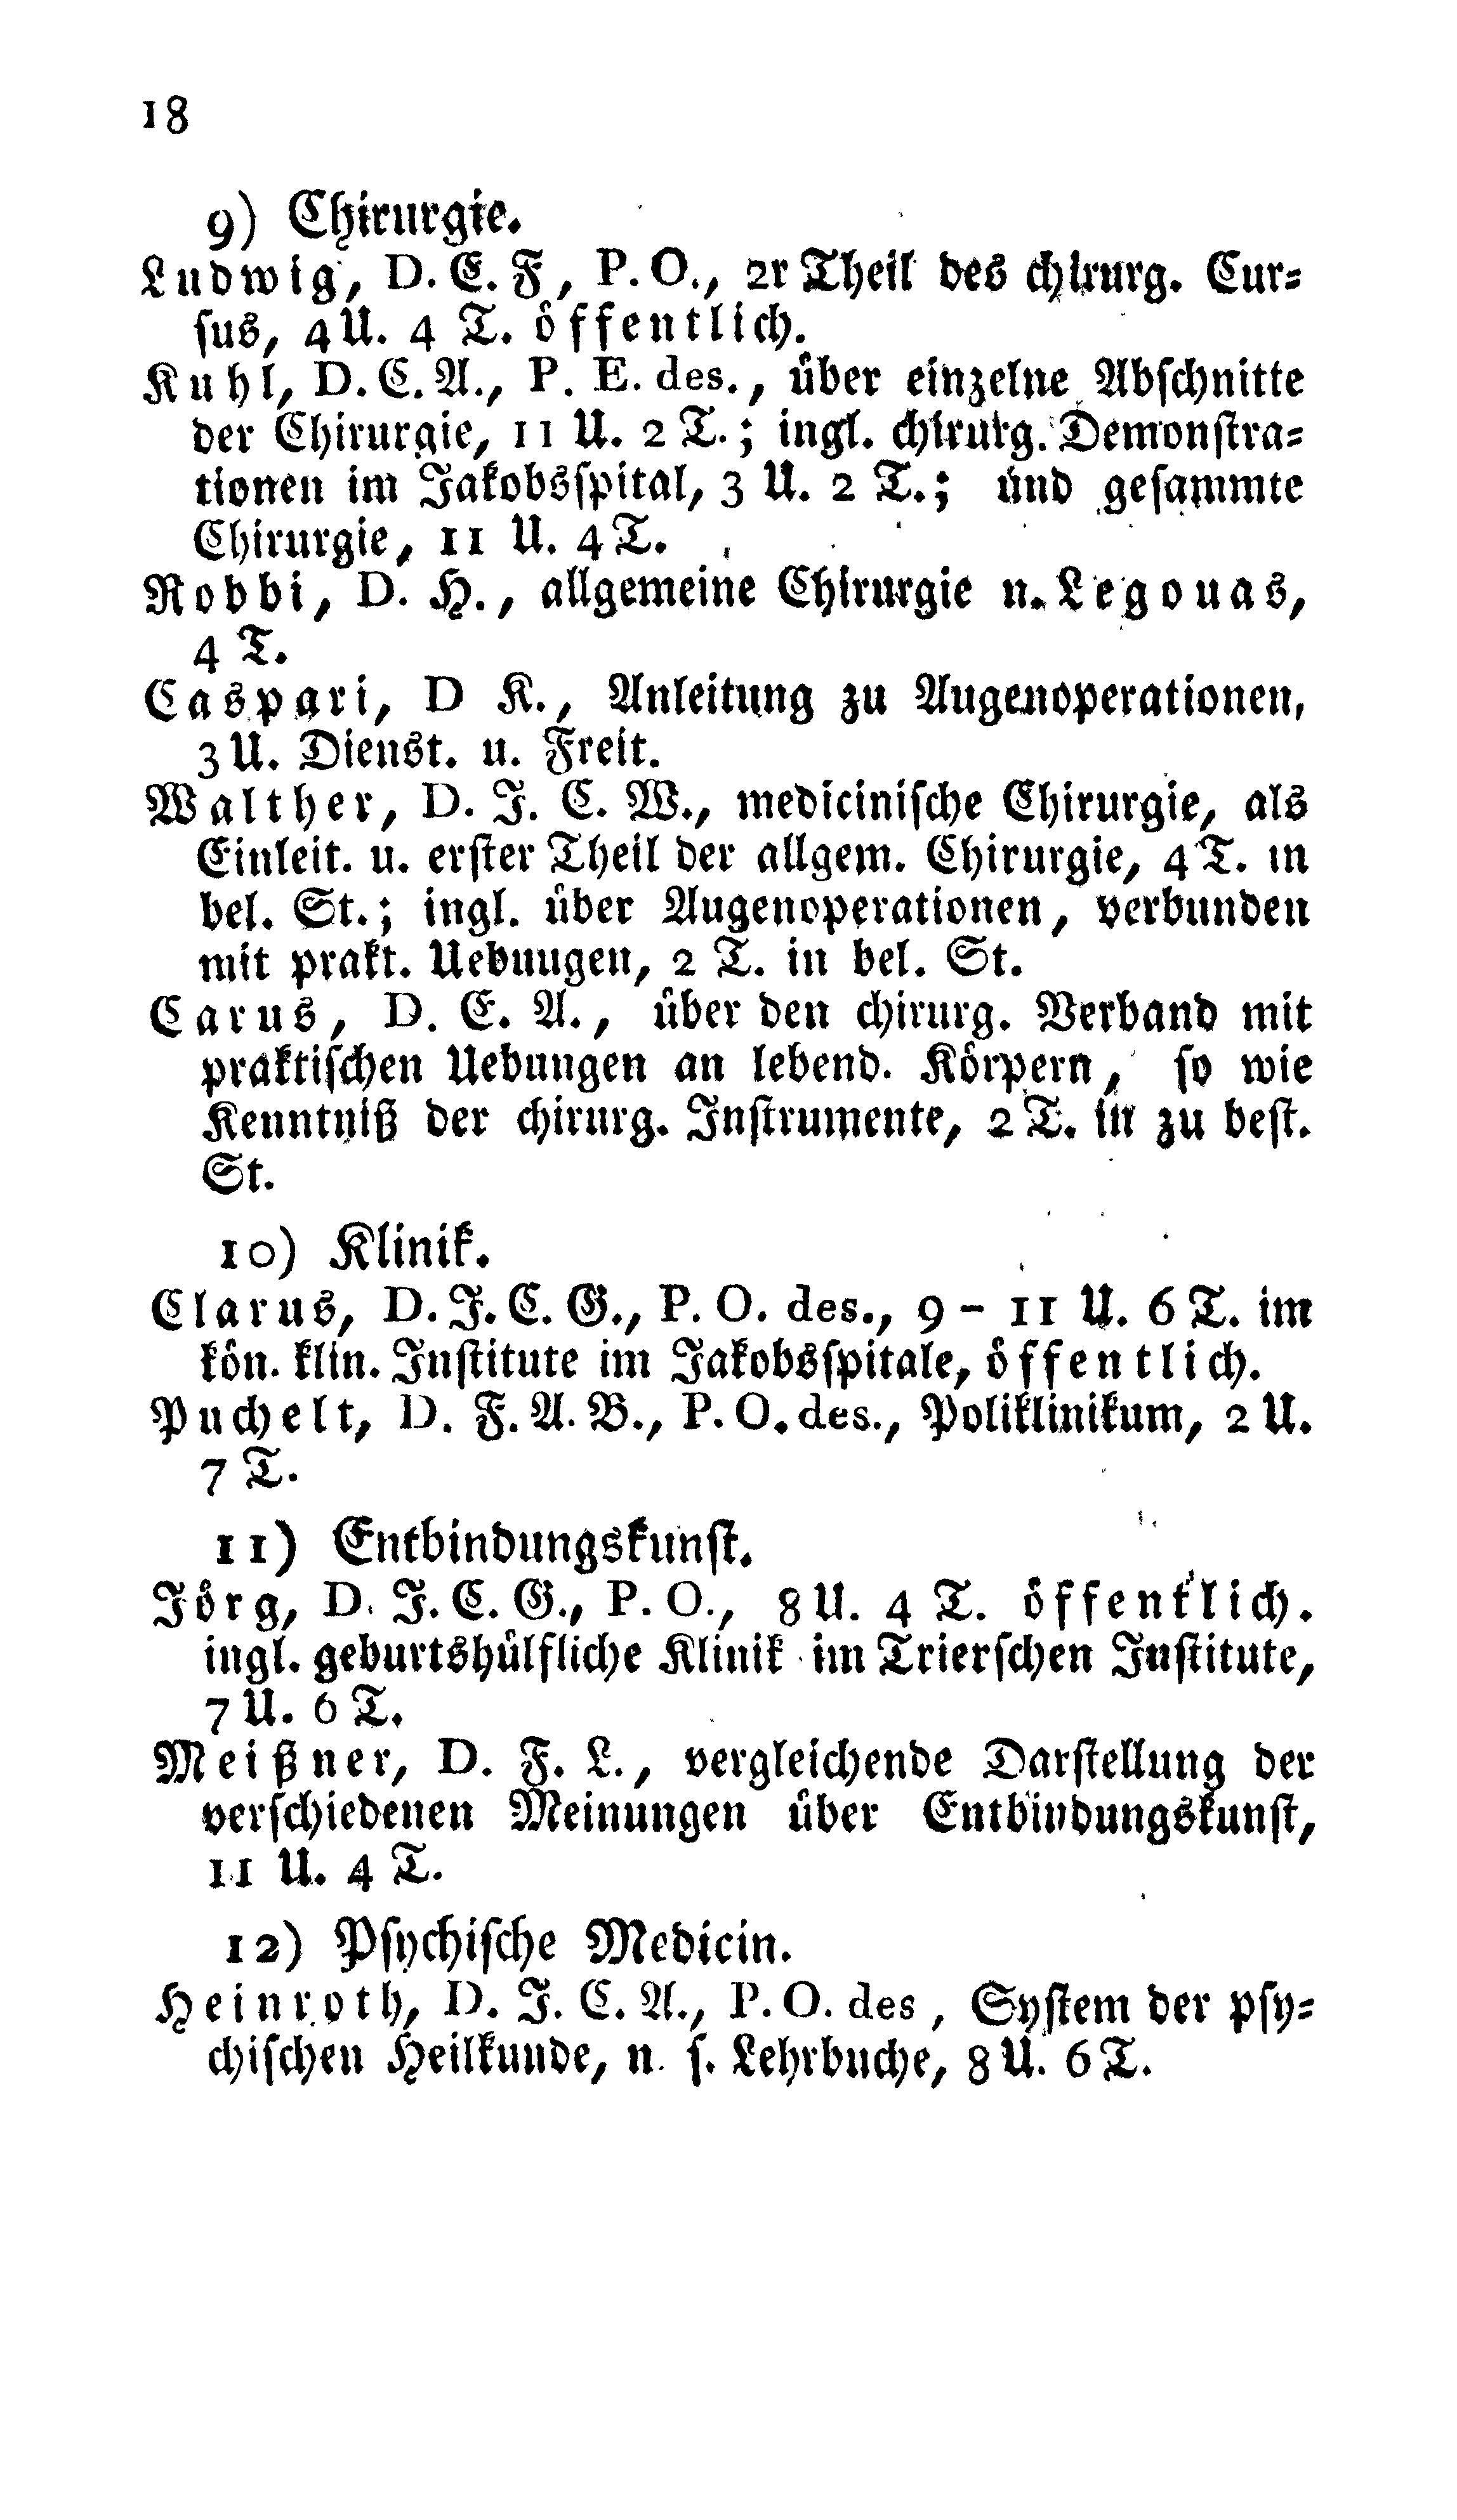 18
9) Chirurgie.
Ludwig, D. C. F, P. O., 2r Theil des chirurg. Cur-
sus, 4 U. 4 T. öffentlich.
Kuhl, D. C. A., P. E. des., über einzelne Abschnitte
der Chirurgie, 11 U. 2 T.; ingl. chirurg. Demonstra-
tionen im Jakobsspital, 3 U. 2 T.; und gesammte
Chirurgie, 11 U. 4 T.
Robbi, D. H., allgemeine Chirurgie n. Legouas,
4 T.
Caspari, D K., Anleitung zu Augenoperationen,
3 U. Dienst. u. Freit.
Walther, D. J. C. W., medicinische Chirurgie, als
Einleit. u. erster Theil der allgem. Chirurgie, 4 T. in
bel. St.; ingl. über Augenoperationen, verbunden
mit prakt. Uebungen, 2 T. in bel. St.
Carus, D. E. A., über den chirurg. Verband mit
praktischen Uebungen an lebend. Körpern, so wie
Kenntniß der chirurg. Instrumente, 2 T. in zu best.
St.
10) Klinik.
Clarus, D. J. C. G., P. O. des., 9 - 11 U. 6 T. im
kön. klin. Institute im Jakobsspitale, öffentlich.
Puchelt, D. F. A. B., P. O. des., Poliklinikum, 2 U.
7 T.
11) Entbindungskunst.
Jörg, D. J. C. G., P. O., 8 U. 4 T. öffentlich.
ingl. geburtshülfliche Klinik im Trierschen Institute,
7 U. 6 T.
Meißner, D. F. L., vergleichende Darstellung der
verschiedenen Meinungen über Entbindungskunst,
11 U. 4 T.
12) Psychische Medicin.
Heinroth, D. J. C. A., P. O. des, System der psy-
chischen Heilkunde, n. s. Lehrbuche, 8 U. 6 T.